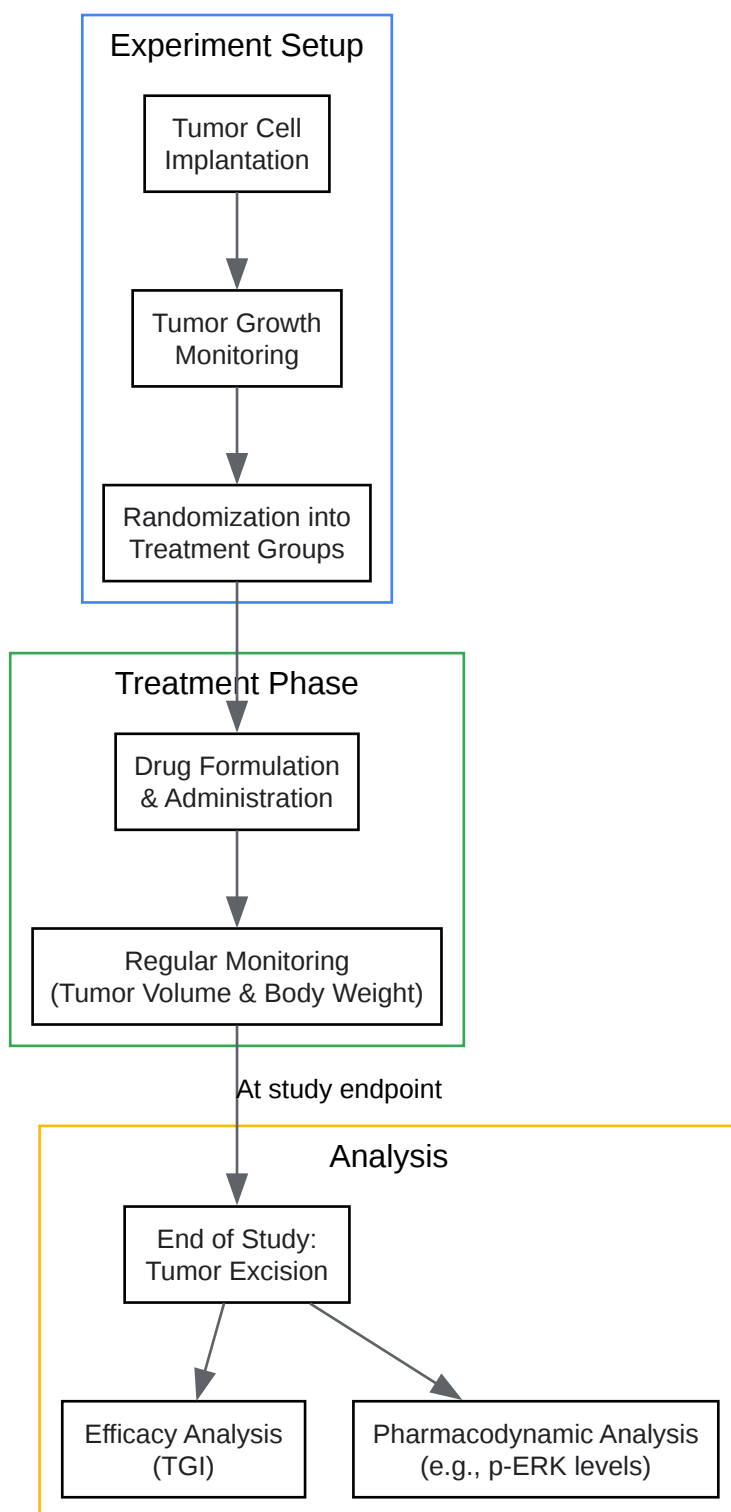 Experiment Setup
Tumor Cell
Implantation
Tumor Growth
Monitoring
Randomization into
Treatment Groups
Treatment Phase
Drug Formulation
& Administration
Regular Monitoring
(Tumor Volume & Body Weight)
At study endpoint
Analysis
End of Study:
Tumor Excision
Efficacy Analysis
(TGI)
Pharmacodynamic Analysis
(e.g., p-ERK levels)